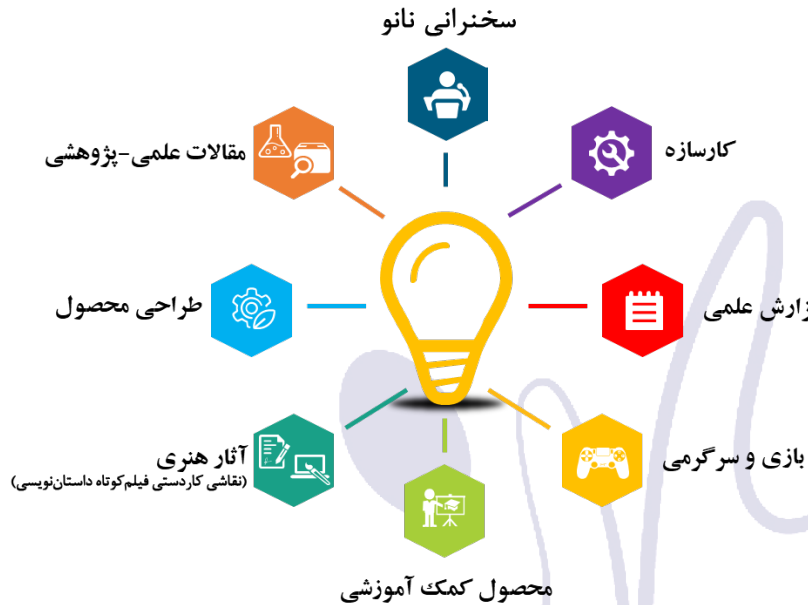 سخنرانی نانو
کارسازه
مقالات علمی-پژوهشی
زارش علمی
طراحی محصول
بازی و سرگرمی
آثار هنری
(نقاشی کاردستی فیلم‌کوتاه داستان‌نویسی)
محصول کمک آموزشی